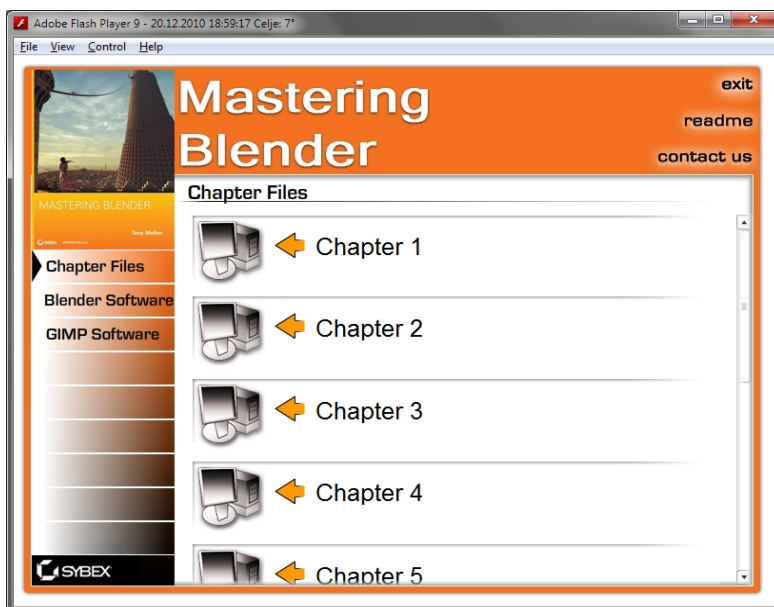 Adobe Flash Player 9 - 20.12.2010 18:59:17 Celje: 7°
File View Control Help
Mastering
Blender
exit
readme
contact us
MASTERING BLENDER
Tony Mullen
SYBEX
Chapter Files
Blender Software
GIMP Software
SYBEX
Chapter Files
Chapter 1
Chapter 2
Chapter 3
Chapter 4
Chapter 5